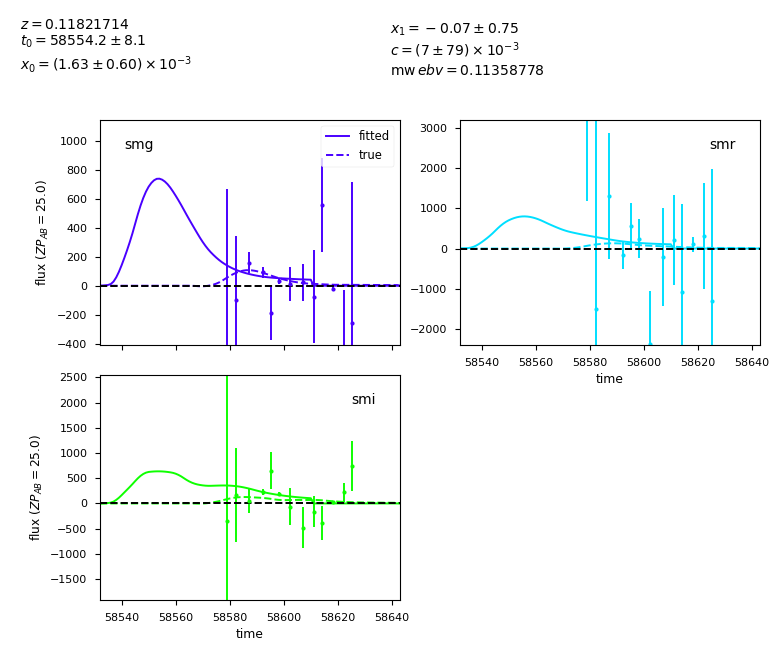 z = 0.11821714
t₀ = 58554.2 ± 8.1
x₀ = (1.63 ± 0.60) × 10⁻³
x₁ = −0.07 ± 0.75
c = (7 ± 79) × 10⁻³
mw ebv = 0.11358778
smg
fitted
true
flux (ZP_AB = 25.0)
1000
800
600
400
200
0
−200
−400
smr
3000
2000
1000
0
−1000
−2000
58540 58560 58580 58600 58620 58640
time
smi
flux (ZP_AB = 25.0)
2500
2000
1500
1000
500
0
−500
−1000
−1500
58540 58560 58580 58600 58620 58640
time